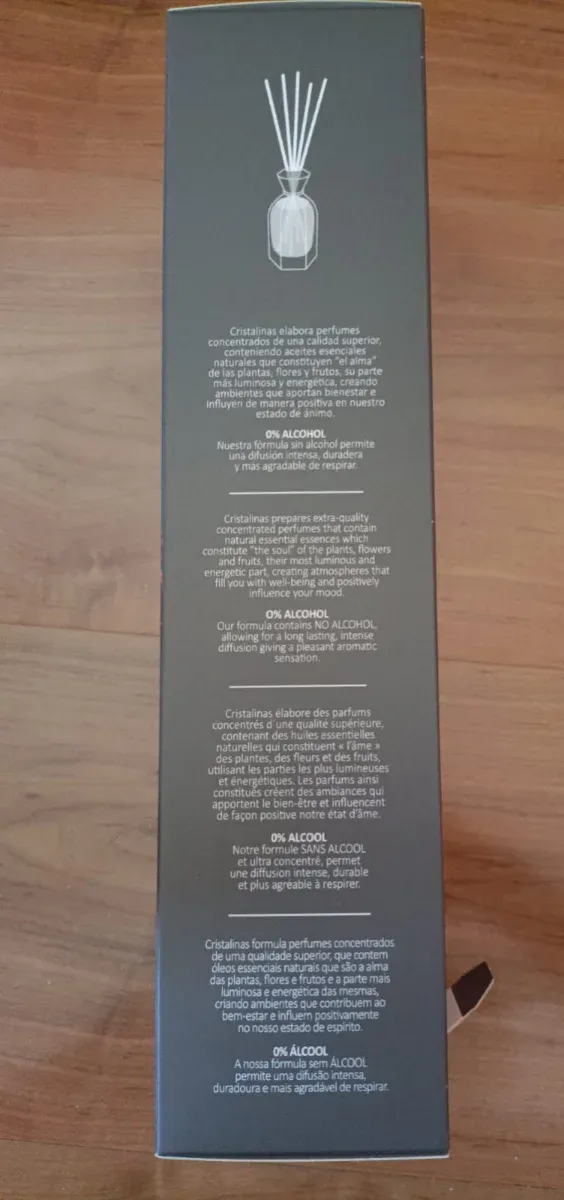 Cristalinas elabora perfumes
concentrados de una calidad superior,
conteniendo aceites esenciales
naturales que constituyen "el alma"
de las plantas, flores y frutos, su parte
más luminosa y energética, creando
ambientes que aportan bienestar e
influyen de manera positiva en nuestro
estado de ánimo.
0% ALCOHOL
Nuestra fórmula sin alcohol permite
una difusión intensa, duradera
y más agradable de respirar.
Cristalinas prepares extra-quality
concentrated perfumes that contain
natural essential essences which
constitute "the soul" of the plants, flowers
and fruits, their most luminous and
energetic part, creating atmospheres that
fill you with well-being and positively
influence your mood.
0% ALCOHOL
Our formula contains NO ALCOHOL,
allowing for a long lasting, intense
diffusion giving a pleasant aromatic
sensation.
Cristalinas élabore des parfums
concentrés d´une qualité supérieure,
contenant des huiles essentielles
naturelles qui constituent « l'âme »
des plantes, des fleurs et des fruits,
utilisant les parties les plus lumineuses
et énergétiques. Les parfums ainsi
constitués créent des ambiances qui
apportent le bien-être et influencent
de façon positive notre état d'âme.
0% ALCOOL
Notre formule SANS ALCOOL
et ultra concentré, permet
une diffusion intense, durable
et plus agréable à respirer.
Cristalinas formula perfumes concentrados
de uma qualidade superior, que contem
óleos essenciais naturais que são a alma
das plantas, flores e frutos e a parte mais
luminosa e energética das mesmas,
criando ambientes que contribuem ao
bem-estar e influem positivamente
no nosso estado de espirito.
0% ÁLCOOL
A nossa fórmula sem ÁLCOOL
permite uma difusão intensa,
duradoura e mais agradável de respirar.